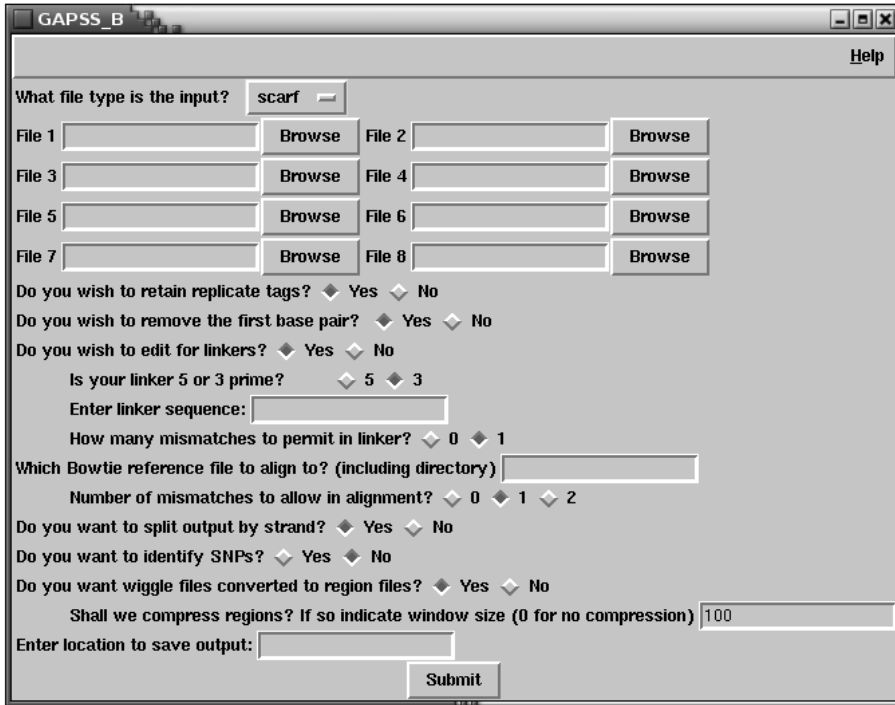 GAPSS_B
Help
What file type is the input? scarf
File 1 Browse File 2 Browse
File 3 Browse File 4 Browse
File 5 Browse File 6 Browse
File 7 Browse File 8 Browse
Do you wish to retain replicate tags? Yes No
Do you wish to remove the first base pair? Yes No
Do you wish to edit for linkers? Yes No
Is your linker 5 or 3 prime? 5 3
Enter linker sequence:
How many mismatches to permit in linker? 0 1
Which Bowtie reference file to align to? (including directory)
Number of mismatches to allow in alignment? 0 1 2
Do you want to split output by strand? Yes No
Do you want to identify SNPs? Yes No
Do you want wiggle files converted to region files? Yes No
Shall we compress regions? If so indicate window size (0 for no compression) 100
Enter location to save output:
Submit